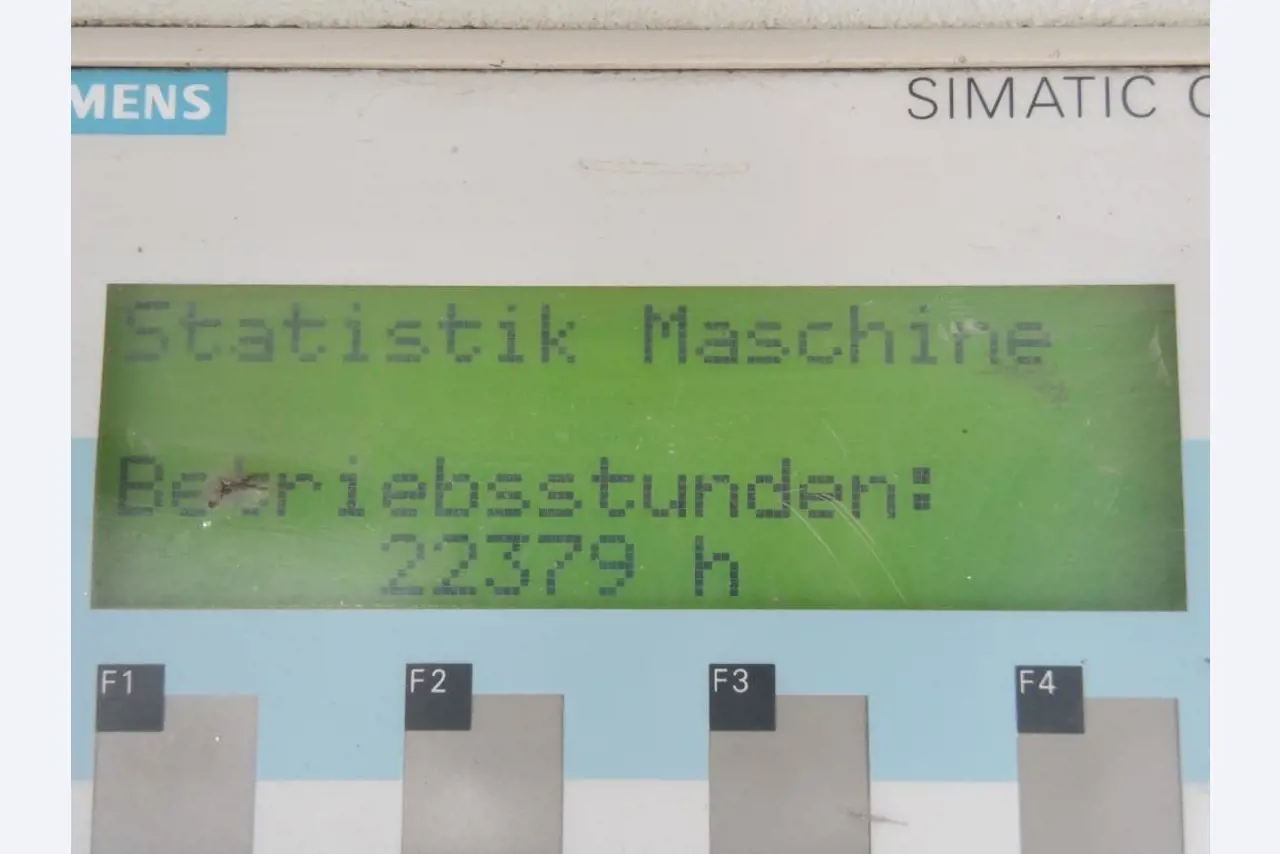 MENS
SIMATIC
Statistik Maschine
Betriebsstunden:
22379 h
F1
F2
F3
F4